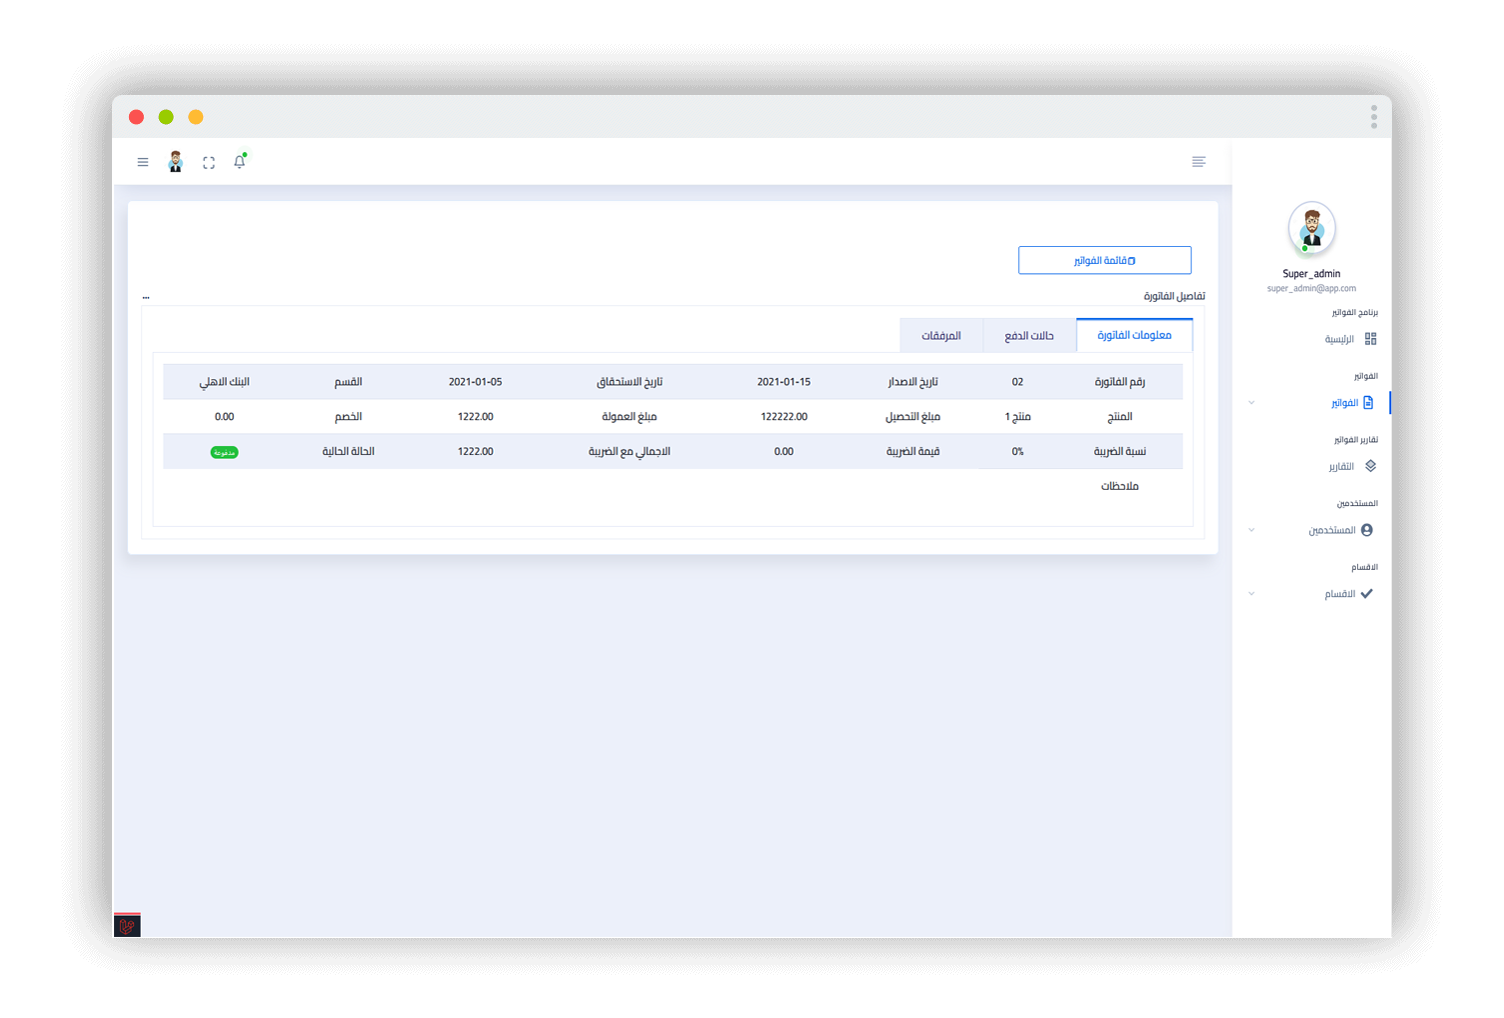 Super_admin
super_admin@app.com
برنامج الفواتير
الرئيسية
الفواتير
الفواتير
تقارير الفواتير
التقارير
المستخدمين
المستخدمين
الاقسام
الاقسام
قائمة الفواتير
تفاصيل الفاتورة
...
معلومات الفاتورة حالات الدفع المرفقات
رقم الفاتورة 02 تاريخ الاصدار 2021-01-15 تاريخ الاستحقاق 2021-01-05 القسم البنك الاهلي
المنتج منتج 1 مبلغ التحصيل 122222.00 مبلغ العمولة 1222.00 الخصم 0.00
نسبة الضريبة 0% قيمة الضريبة 0.00 الاجمالي مع الضريبة 1222.00 الحالة الحالية مدفوعة
ملاحظات